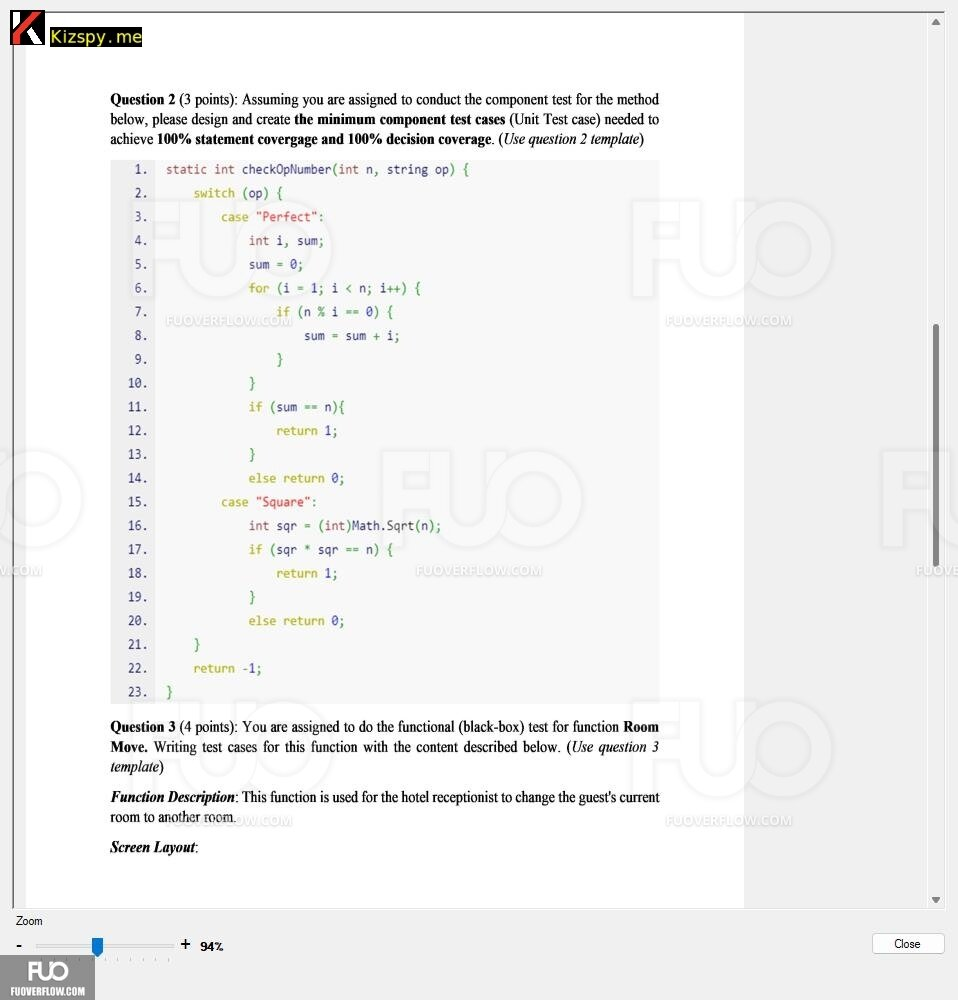 Kizspy.me
Question 2 (3 points): Assuming you are assigned to conduct the component test for the method
below, please design and create the minimum component test cases (Unit Test case) needed to
achieve 100% statement covergage and 100% decision coverage. (Use question 2 template)
1. static int checkOpNumber(int n, string op) {
2. switch (op) {
3. case "Perfect":
4. int i, sum;
5. sum = 0;
6. for (i = 1; i < n; i++) {
7. if (n % i == 0) {
8. sum = sum + i;
9. }
10. }
11. if (sum == n){
12. return 1;
13. }
14. else return 0;
15. case "Square":
16. int sqr = (int)Math.Sqrt(n);
17. if (sqr * sqr == n) {
18. return 1;
19. }
20. else return 0;
21. }
22. return -1;
23. }
Question 3 (4 points): You are assigned to do the functional (black-box) test for function Room
Move. Writing test cases for this function with the content described below. (Use question 3
template)
Function Description: This function is used for the hotel receptionist to change the guest's current
room to another room.
Screen Layout:
FUO
FUOVERFLOW.COM
FUO
FUOVERFLOW.COM
FUO
FUOVERFLOW.COM
FUO
FUOVERFLOW.COM
FUO
FUOVERFLOW.COM
Zoom
- + 94%
Close
FUO
FUOVERFLOW.COM